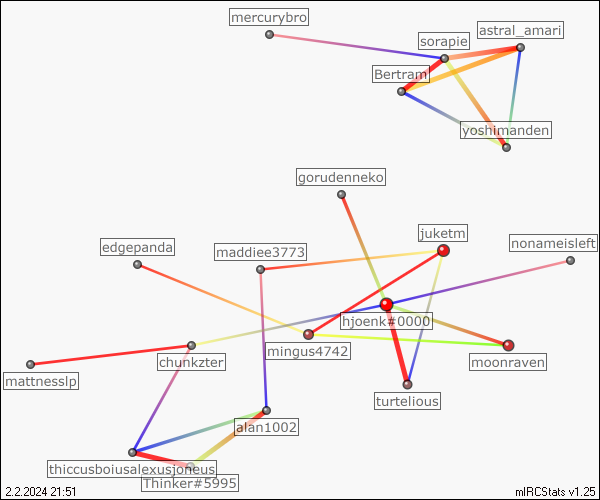 mercurybro
astral_amari
sorapie
Bertram
yoshimanden
gorudenneko
juketm
nonameisleft
edgepanda
maddiee3773
hjoenk#0000
mingus4742
chunkzter
moonraven
mattnesslp
turtelious
alan1002
thiccusboiusalexusjoneus
Thinker#5995
2.2.2024 21:51
mIRCStats v1.25